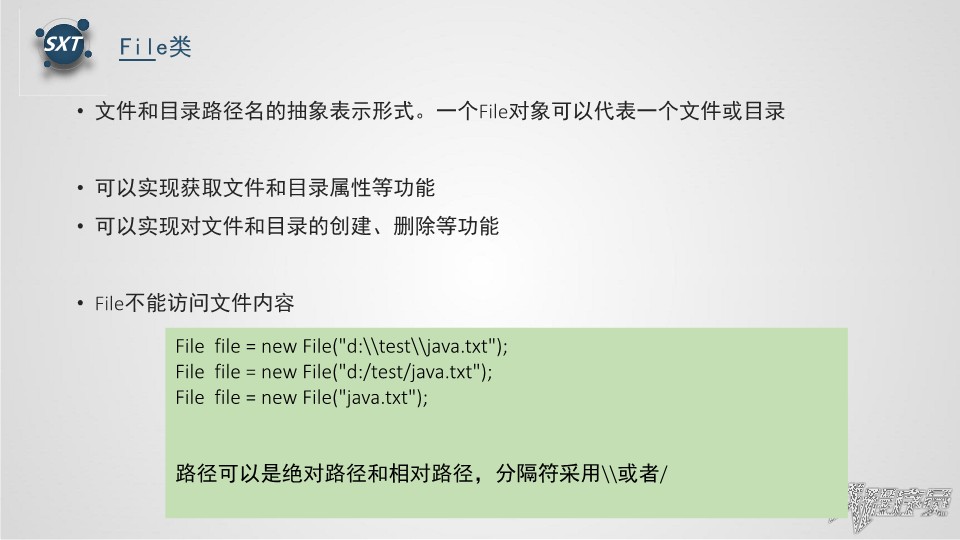 SXT
File类
• 文件和目录路径名的抽象表示形式。一个File对象可以代表一个文件或目录
• 可以实现获取文件和目录属性等功能
• 可以实现对文件和目录的创建、删除等功能
• File不能访问文件内容
File  file = new File("d:\\test\\java.txt");
File  file = new File("d:/test/java.txt");
File  file = new File("java.txt");
路径可以是绝对路径和相对路径，分隔符采用\\或者/